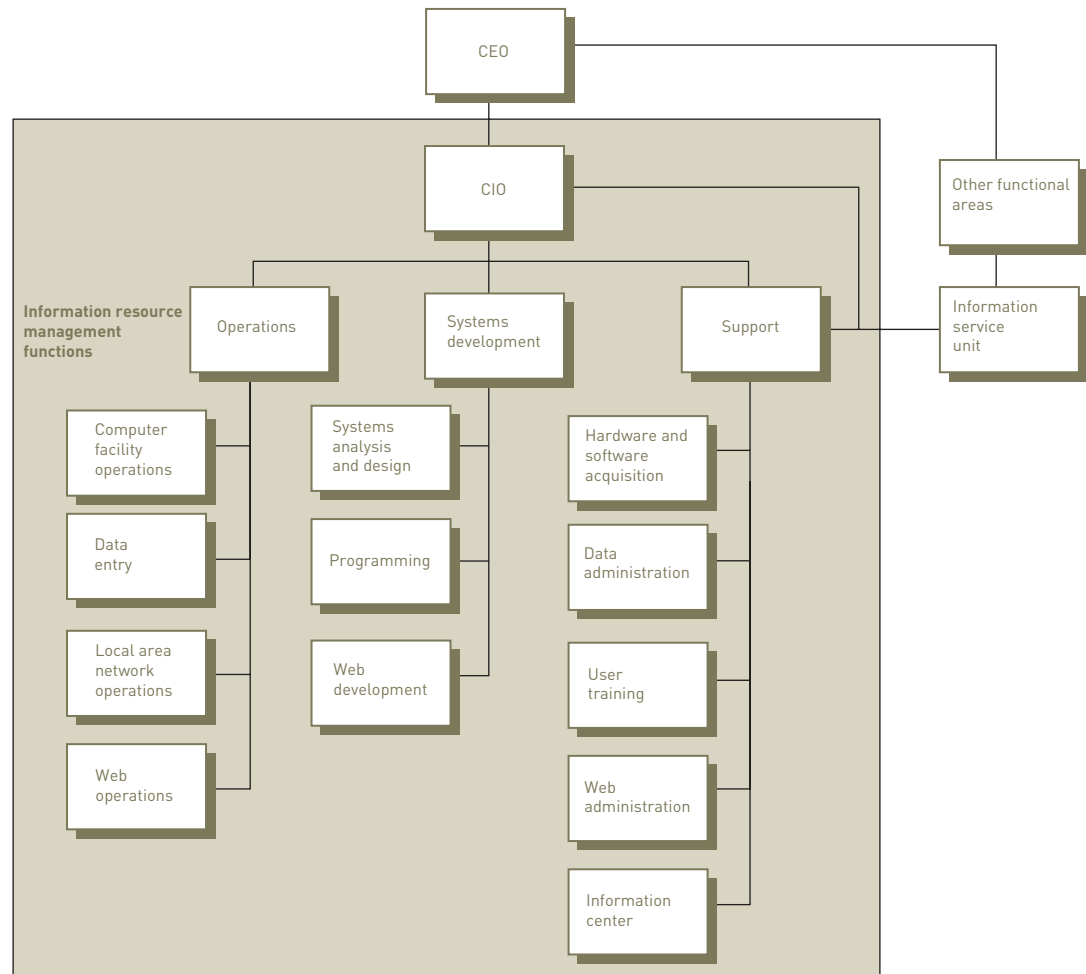 CEO
CIO
Other functional
areas
Information resource
management
functions
Operations
Systems
development
Support
Information
service
unit
Computer
facility
operations
Systems
analysis
and design
Hardware and
software
acquisition
Data
entry
Programming
Data
administration
Local area
network
operations
Web
development
User
training
Web
operations
Web
administration
Information
center